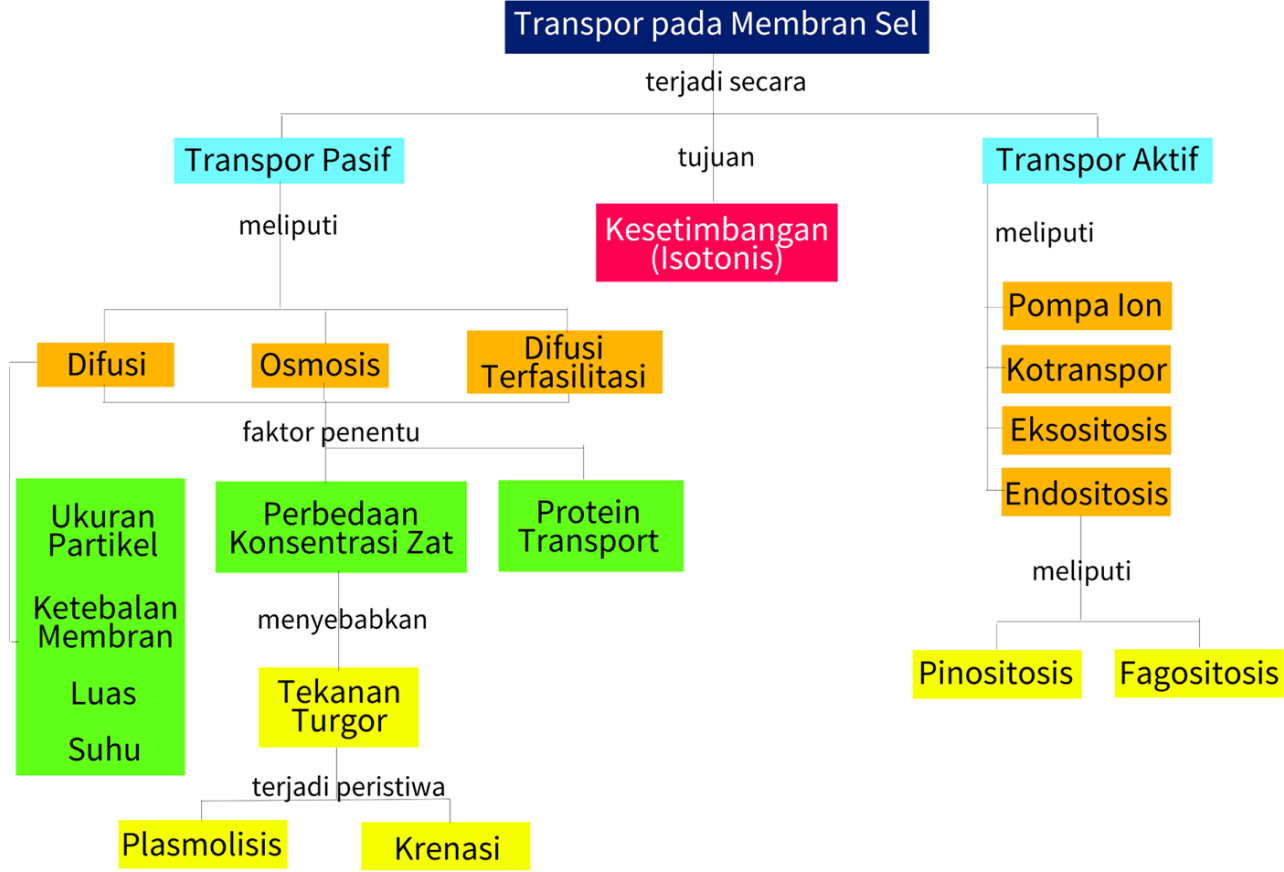 Transpor pada Membran Sel
terjadi secara
Transpor Pasif
tujuan
Transpor Aktif
meliputi
Kesetimbangan
(Isotonis)
meliputi
Pompa Ion
Kotranspor
Eksositosis
Endositosis
Difusi
Osmosis
Difusi
Terfasilitasi
faktor penentu
Ukuran
Partikel
Ketebalan
Membran
Luas
Suhu
Perbedaan
Konsentrasi Zat
Protein
Transport
meliputi
menyebabkan
Pinositosis
Fagositosis
Tekanan
Turgor
terjadi peristiwa
Plasmolisis
Krenasi